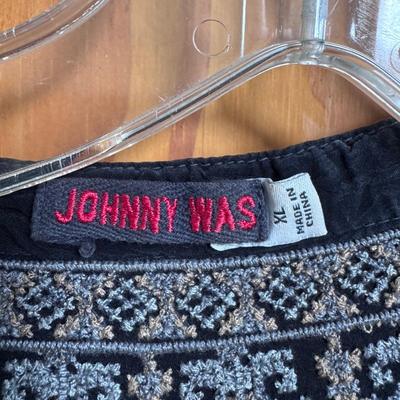 JOHNNY WAS
XL
MADE IN
CHINA